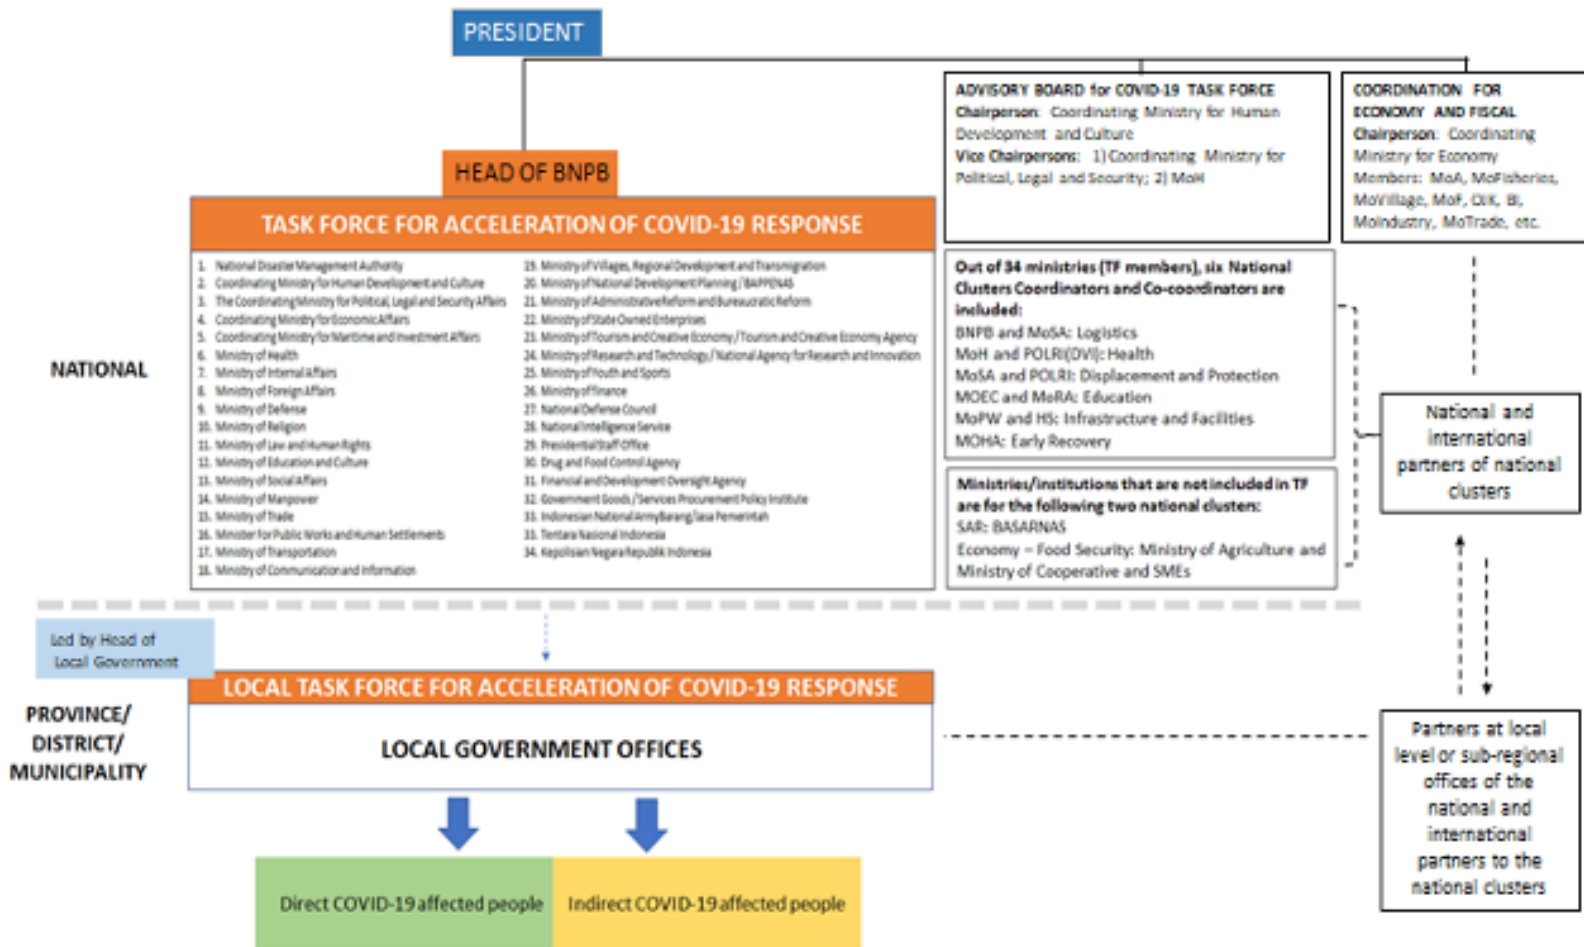 PRESIDENT
ADVISORY BOARD for COVID-19 TASK FORCE
Chairperson: Coordinating Ministry for Human
Development and Culture
Vice Chairpersons: 1) Coordinating Ministry for
Political, Legal and Security; 2) MoH
COORDINATION FOR
ECONOMY AND FISCAL
Chairperson: Coordinating
Ministry for Economy
Members: MoA, MoFisheries,
MoVillage, MoF, OJK, BI,
MoIndustry, MoTrade, etc.
HEAD OF BNPB
TASK FORCE FOR ACCELERATION OF COVID-19 RESPONSE
NATIONAL
1. National Disaster Management Authority
2. Coordinating Ministry for Human Development and Culture
3. The Coordinating Ministry for Political, Legal and Security Affairs
4. Coordinating Ministry for Economic Affairs
5. Coordinating Ministry for Maritime and Investment Affairs
6. Ministry of Health
7. Ministry of Internal Affairs
8. Ministry of Foreign Affairs
9. Ministry of Defense
10. Ministry of Religion
11. Ministry of Law and Human Rights
12. Ministry of Education and Culture
13. Ministry of Social Affairs
14. Ministry of Manpower
15. Ministry of Trade
16. Minister for Public Works and Human Settlements
17. Ministry of Transportation
18. Ministry of Communication and Information
19. Ministry of Villages, Regional Development and Transmigration
20. Ministry of National Development Planning / BAPPENAS
21. Ministry of Administrative Reform and Bureaucratic Reform
22. Ministry of State Owned Enterprises
23. Ministry of Tourism and Creative Economy / Tourism and Creative Economy Agency
24. Ministry of Research and Technology / National Agency for Research and Innovation
25. Ministry of Youth and Sports
26. Ministry of Finance
27. National Defense Council
28. National Intelligence Service
29. Presidential Staff Office
30. Drug and Food Control Agency
31. Financial and Development Oversight Agency
32. Government Goods / Services Procurement Policy Institute
33. Indonesian National ArmyBarang/Jasa Pemerintah
33. Tentara Nasional Indonesia
34. Kepolisian Negara Republik Indonesia
Out of 34 ministries (TF members), six National
Clusters Coordinators and Co-coordinators are
included:
BNPB and MoSA: Logistics
MoH and POLRI(DVI): Health
MoSA and POLRI: Displacement and Protection
MOEC and MoRA: Education
MoPW and HS: Infrastructure and Facilities
MOHA: Early Recovery
Ministries/institutions that are not included in TF
are for the following two national clusters:
SAR: BASARNAS
Economy – Food Security: Ministry of Agriculture and
Ministry of Cooperative and SMEs
National and
international
partners of national
clusters
Led by Head of
Local Government
LOCAL TASK FORCE FOR ACCELERATION OF COVID-19 RESPONSE
PROVINCE/
DISTRICT/
MUNICIPALITY
LOCAL GOVERNMENT OFFICES
Partners at local
level or sub-regional
offices of the
national and
international
partners to the
national clusters
Direct COVID-19 affected people
Indirect COVID-19 affected people